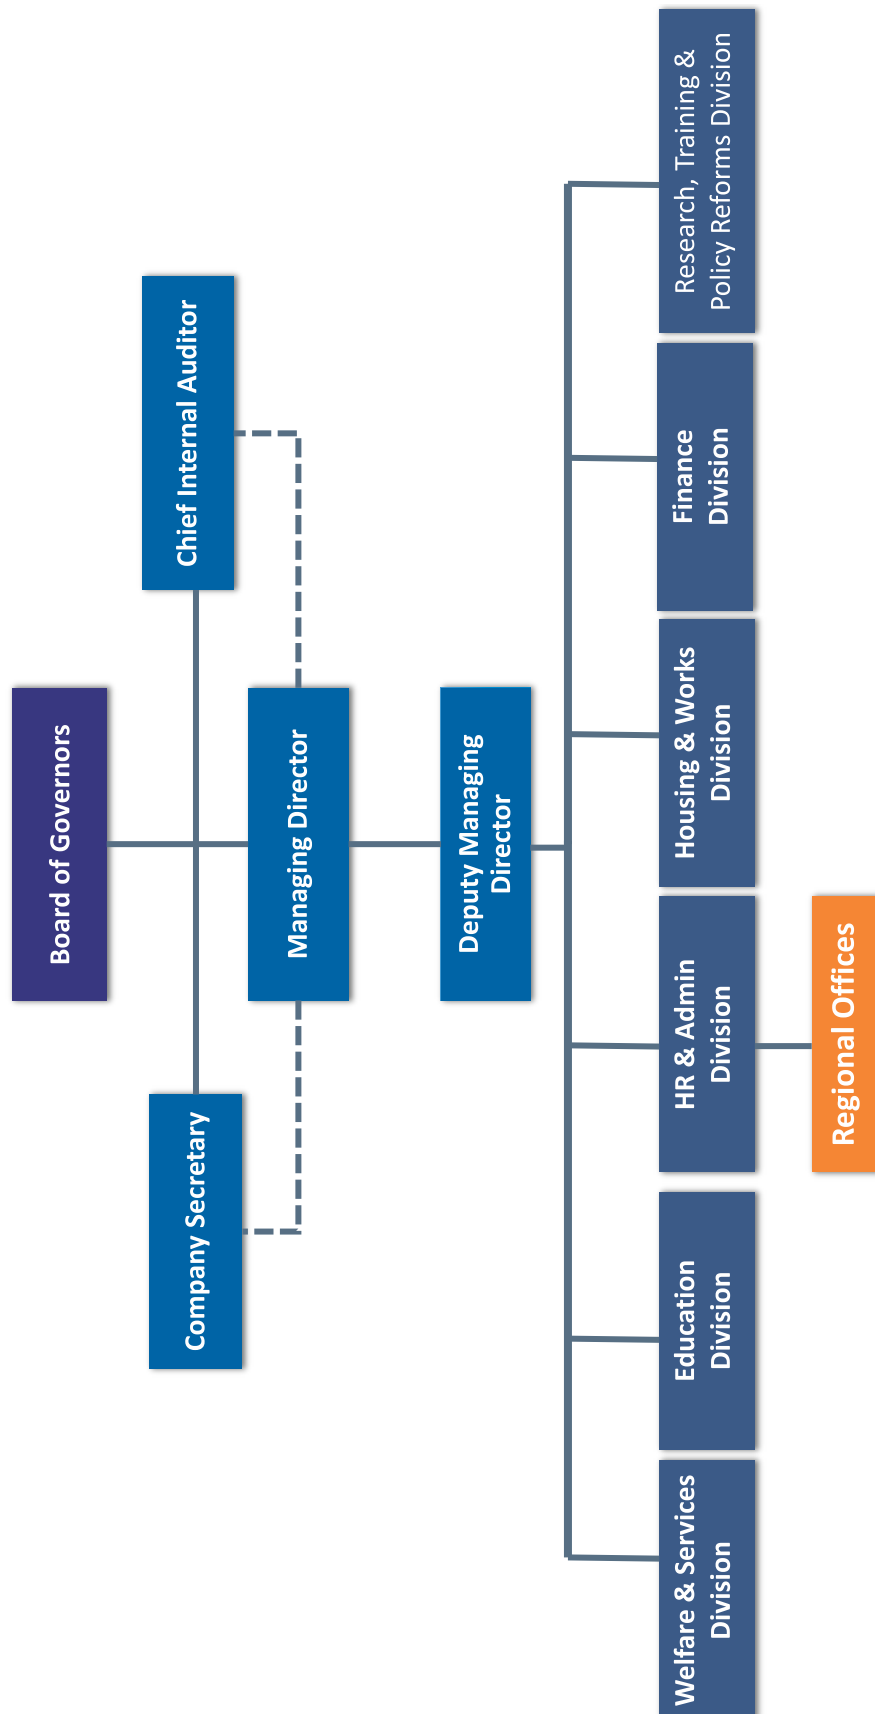 Board of Governors
Company Secretary
Chief Internal Auditor
Managing Director
Deputy Managing
Director
Welfare & Services
Division
Education
Division
HR & Admin
Division
Housing & Works
Division
Finance
Division
Research, Training &
Policy Reforms Division
Regional Offices